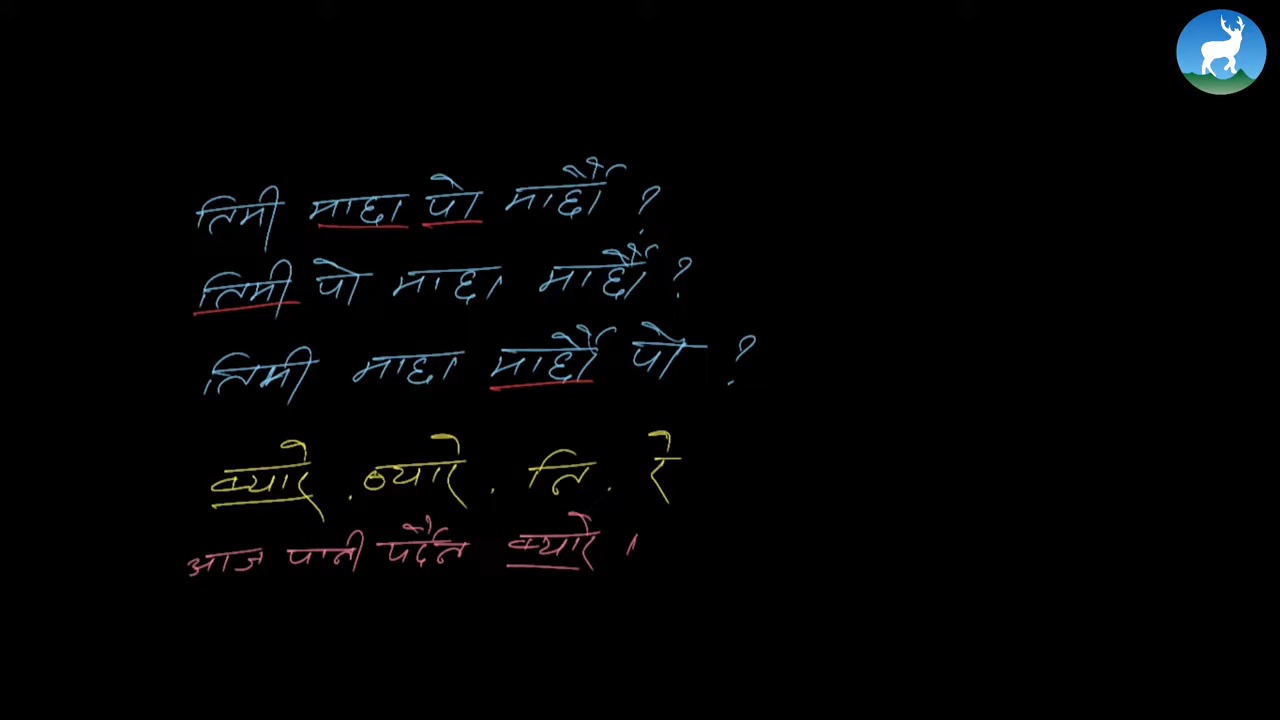 तिमी माछा पो मार्छौ ?
तिमी पो माछा मार्छौ ?
तिमी माछा मार्छौ पो ?
क्यारे . ब्यारे . नि . रे
आज पानी पर्दैन क्यारे ।